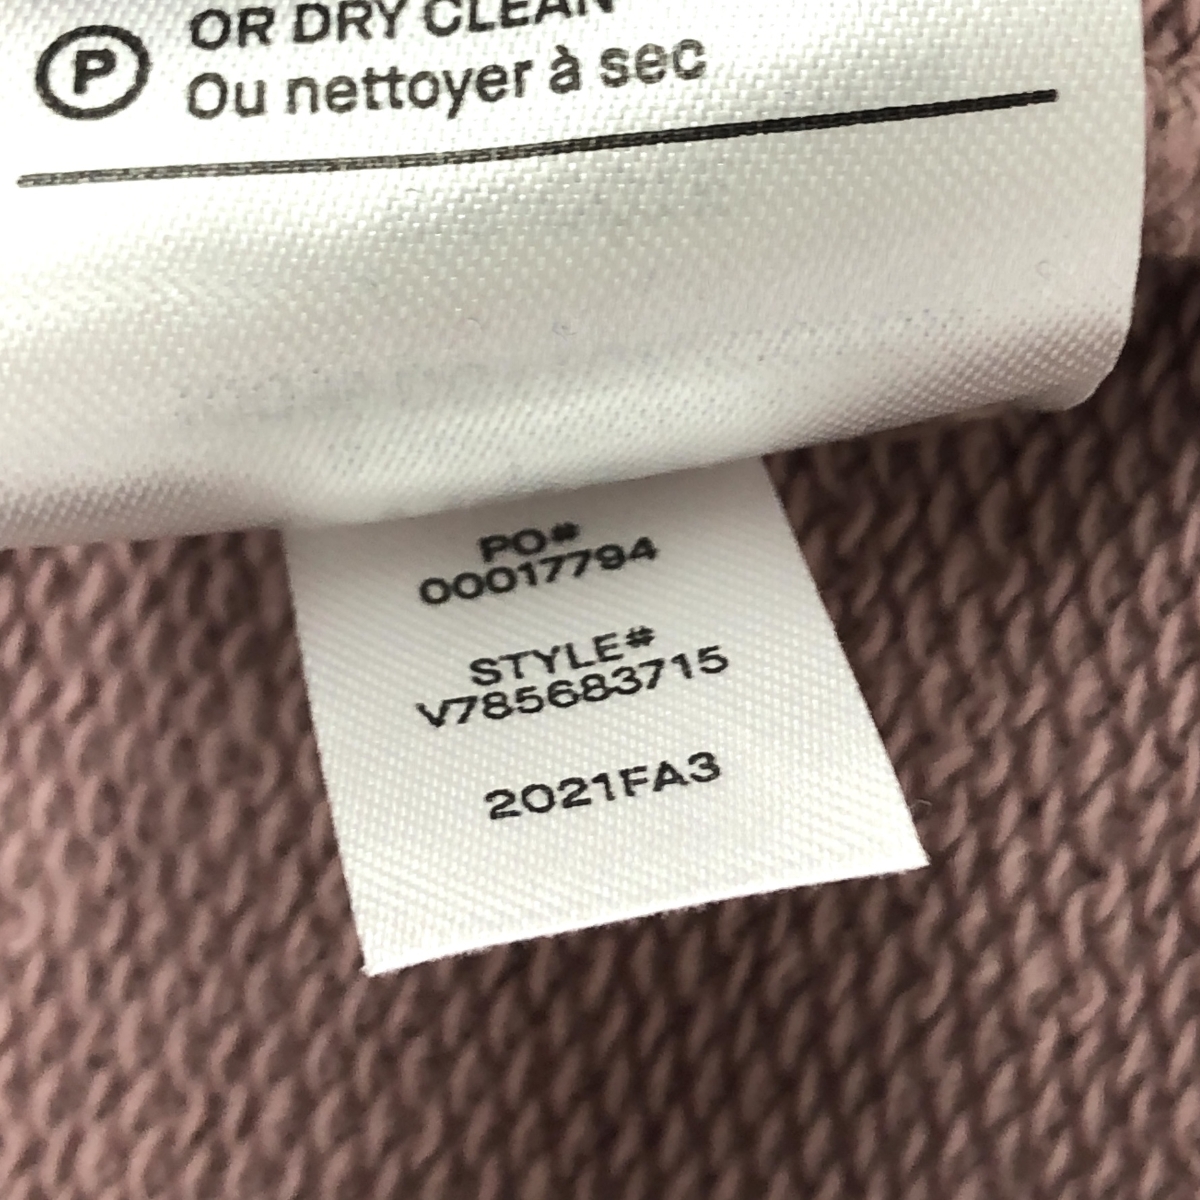 P
OR DRY CLEAN
Ou nettoyer à sec
PO#
00017794
STYLE#
V785683715
2021FA3